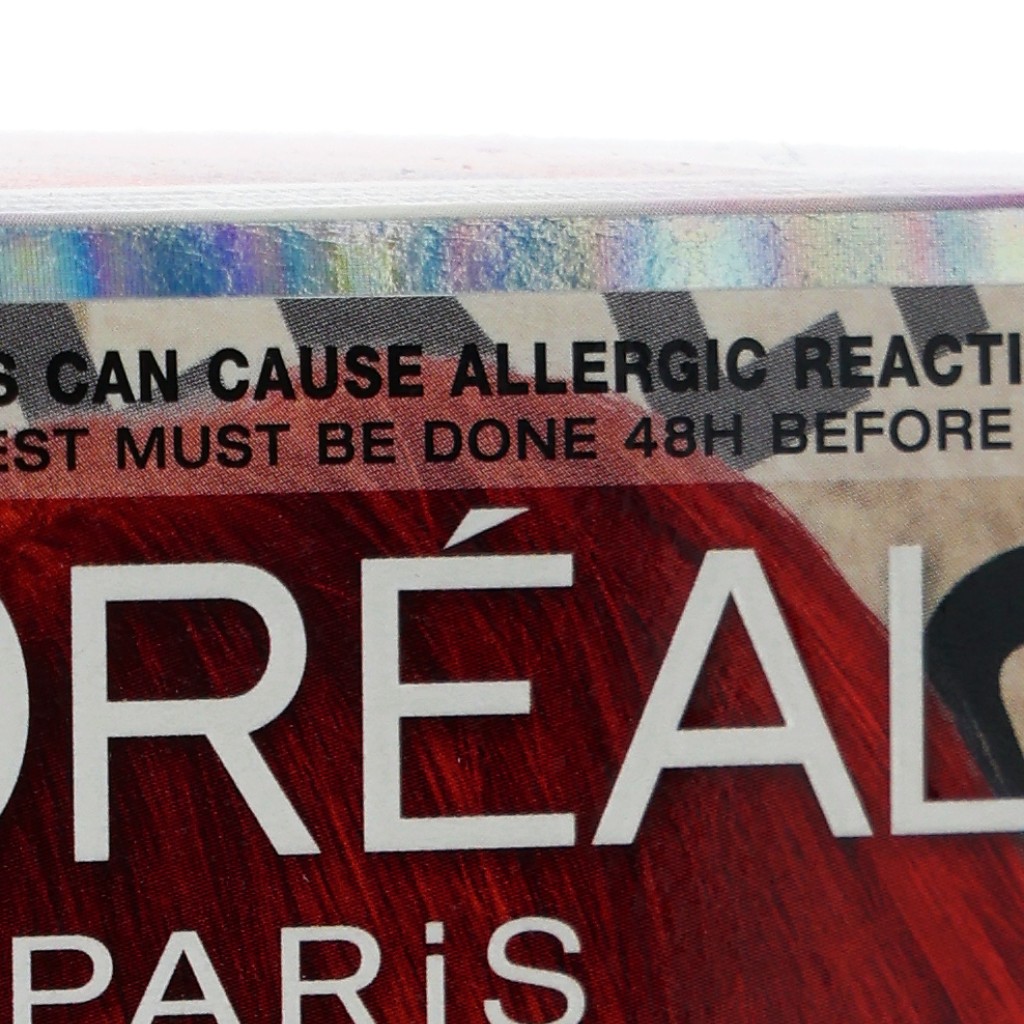 S CAN CAUSE ALLERGIC REACTI
EST MUST BE DONE 48H BEFORE
ORÉAL
PARiS